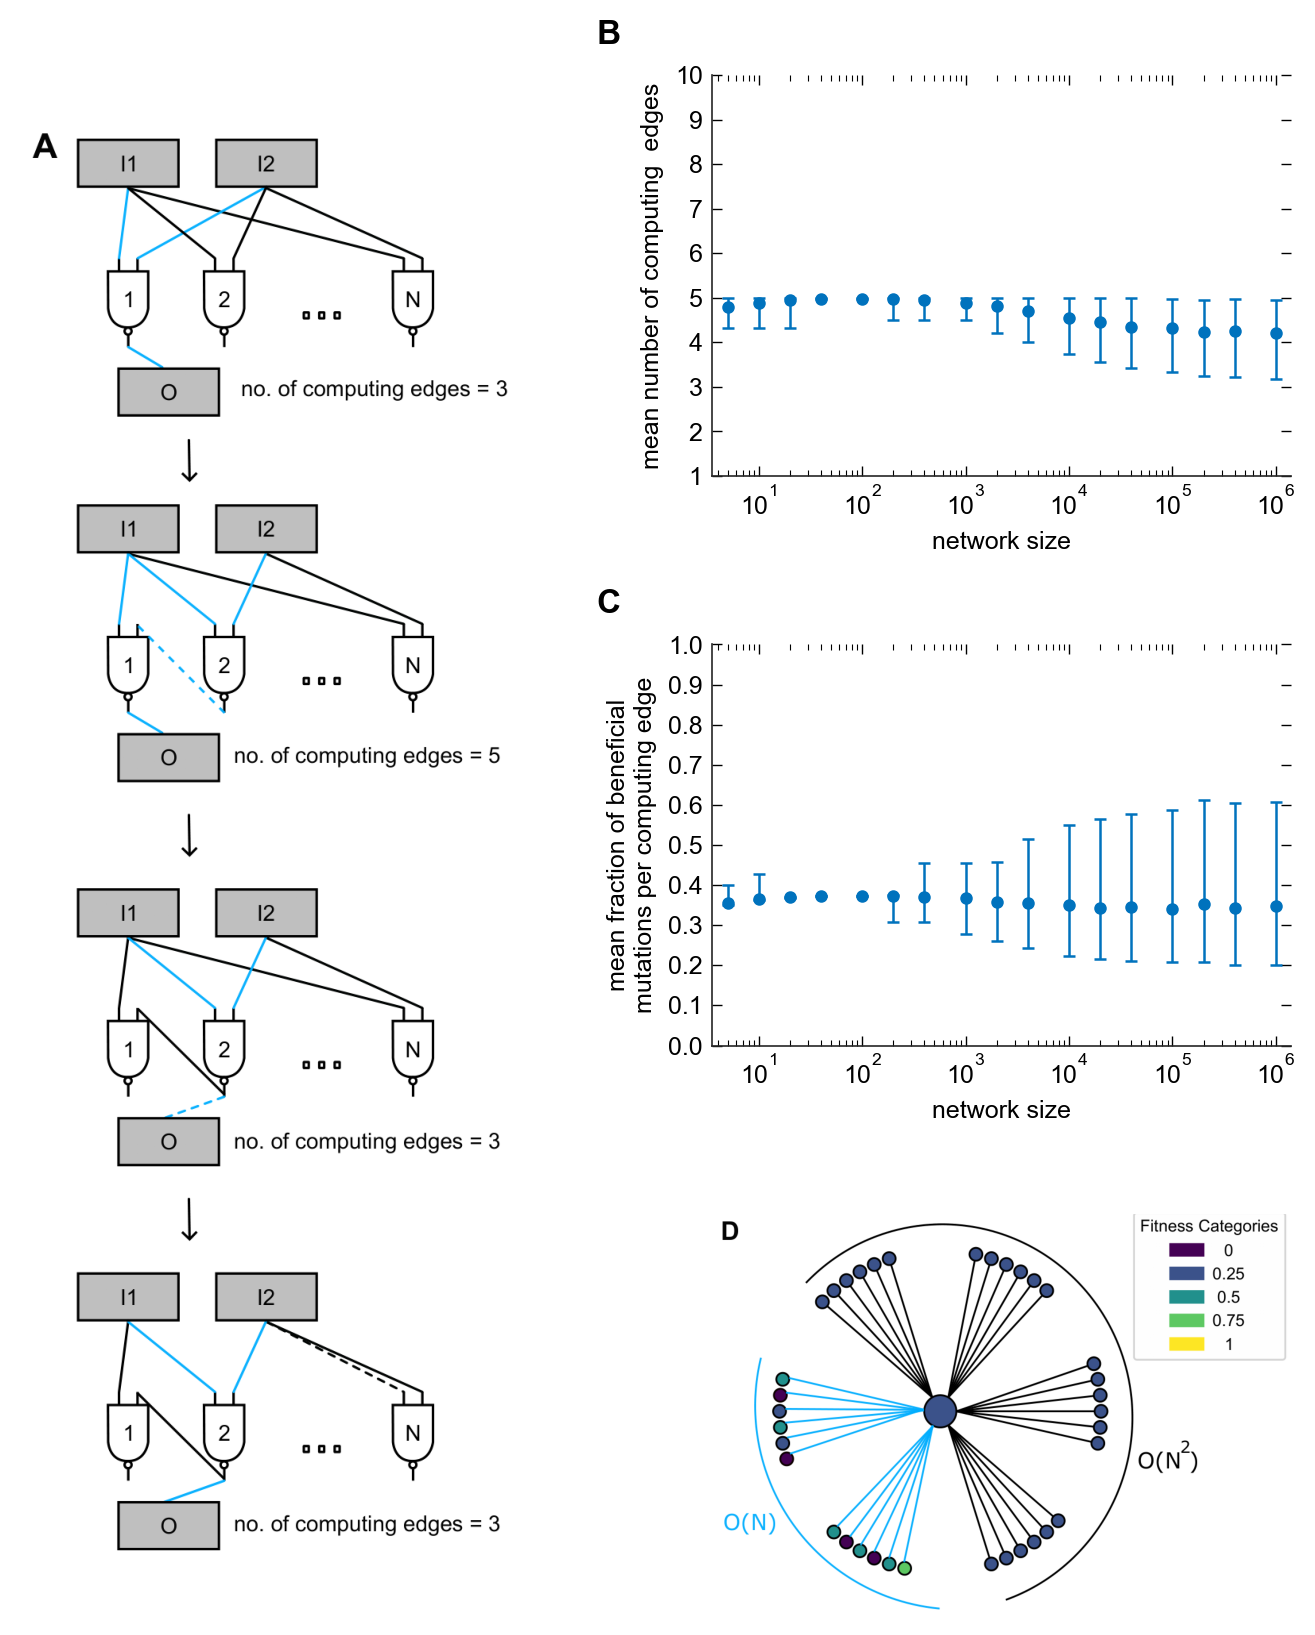 A
I1
I2
1
2
N
O
no. of computing edges = 3
I1
I2
1
2
N
O
no. of computing edges = 5
I1
I2
1
2
N
O
no. of computing edges = 3
I1
I2
1
2
N
O
no. of computing edges = 3
B
mean number of computing edges
10
9
8
7
6
5
4
3
2
1
10^1
10^2
10^3
10^4
10^5
10^6
network size
C
mean fraction of beneficial
mutations per computing edge
1.0
0.9
0.8
0.7
0.6
0.5
0.4
0.3
0.2
0.1
0.0
10^1
10^2
10^3
10^4
10^5
10^6
network size
D
Fitness Categories
0
0.25
0.5
0.75
1
O(N^2)
O(N)